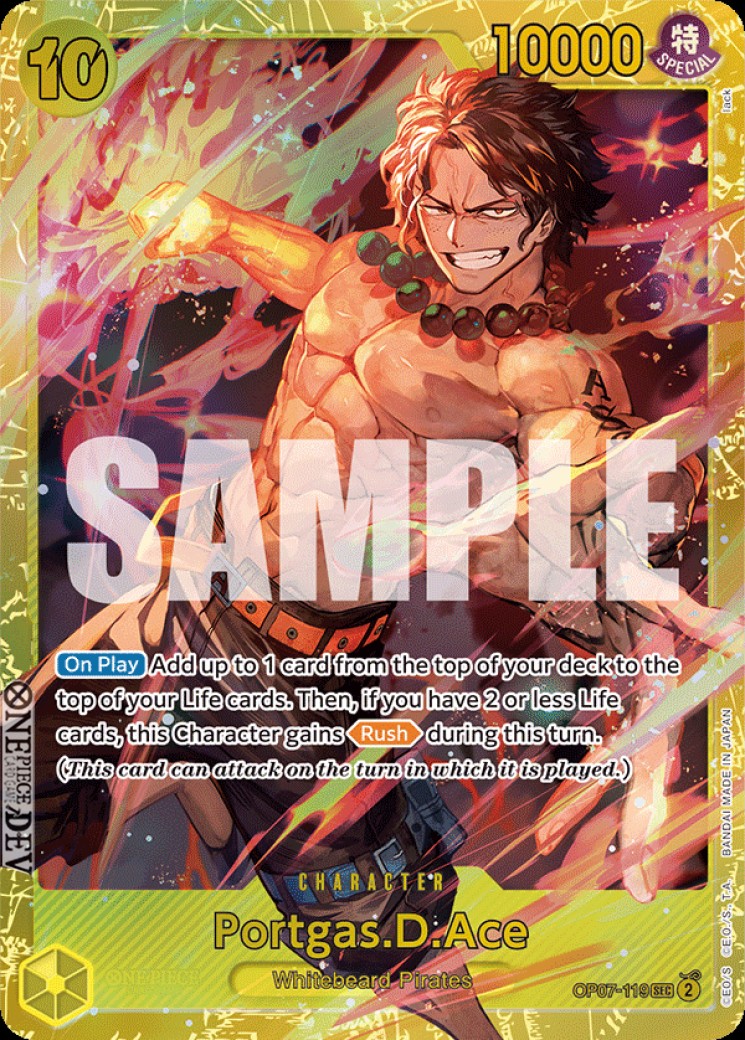 10
10000
特
SPECIAL
lack
SAMPLE
On Play Add up to 1 card from the top of your deck to the
top of your Life cards. Then, if you have 2 or less Life
cards, this Character gains Rush during this turn.
(This card can attack on the turn in which it is played.)
ONE PIECE
CARD GAME
DEV
CHARACTER
Portgas.D.Ace
Whitebeard Pirates
ONE PIECE
OP07-119 SEC 2
©E.O/S ©E.O./S.,T.A. BANDAI MADE IN JAPAN